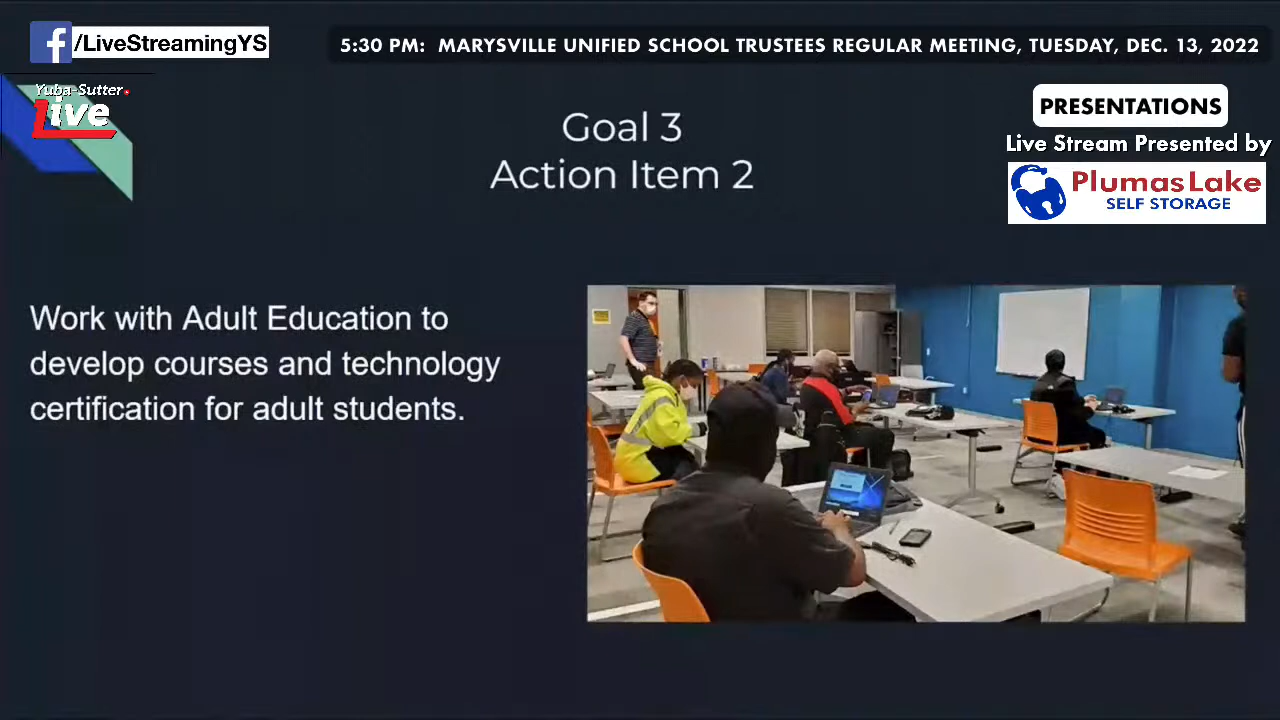 /LiveStreamingYS
5:30 PM: MARYSVILLE UNIFIED SCHOOL TRUSTEES REGULAR MEETING, TUESDAY, DEC. 13, 2022
Yuba-Sutter
Live
PRESENTATIONS
Live Stream Presented by
Plumas Lake
SELF STORAGE
Goal 3
Action Item 2
Work with Adult Education to
develop courses and technology
certification for adult students.